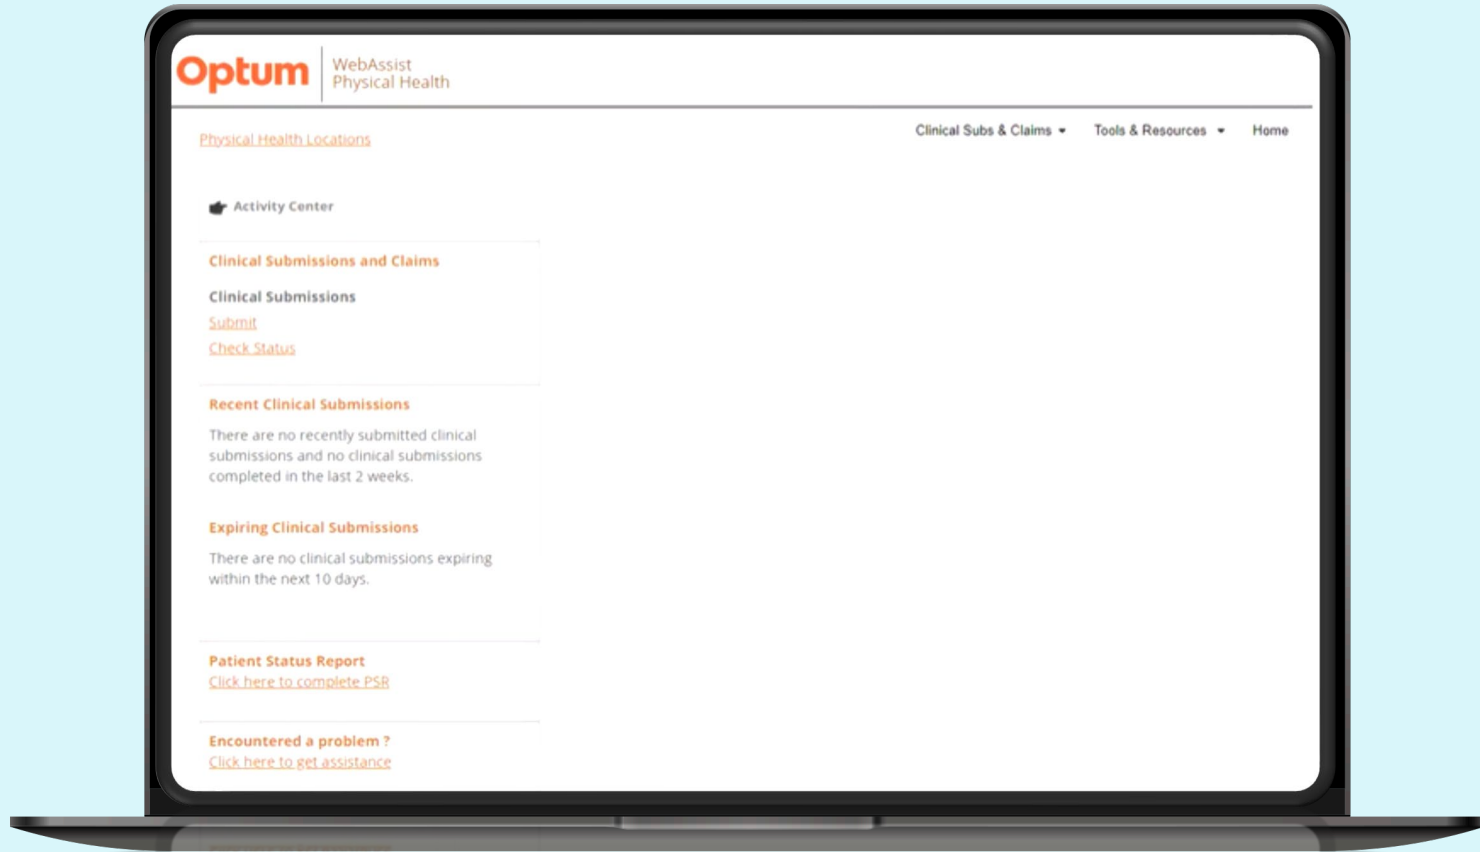 Optum
WebAssist
Physical Health
Physical Health Locations
Clinical Subs & Claims
Tools & Resources
Home
Activity Center
Clinical Submissions and Claims
Clinical Submissions
Submit
Check Status
Recent Clinical Submissions
There are no recently submitted clinical
submissions and no clinical submissions
completed in the last 2 weeks.
Expiring Clinical Submissions
There are no clinical submissions expiring
within the next 10 days.
Patient Status Report
Click here to complete PSR
Encountered a problem ?
Click here to get assistance